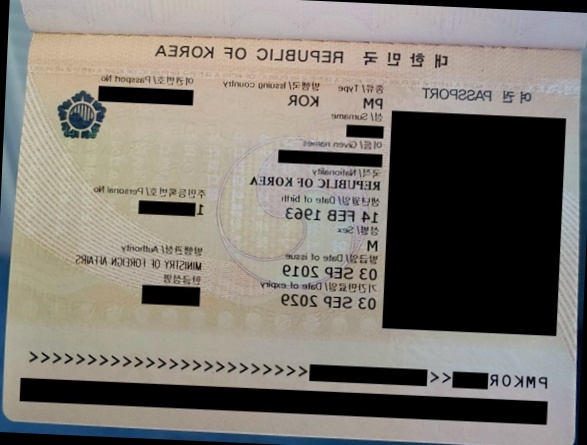 대한민국 REPUBLIC OF KOREA
여권 PASSPORT
종류/Type 발행국/Issuing country 여권번호/Passport No
PM KOR
성/Surname
이름/Given names
국적/Nationality
REPUBLIC OF KOREA
생년월일/Date of birth 주민등록번호/Personal No
14 FEB 1963 1
성별/Sex
M
발급일/Date of issue 발행관청/Authority
03 SEP 2019 MINISTRY OF FOREIGN AFFAIRS
기간만료일/Date of expiry 한글성명
03 SEP 2029
PMKOR <<<<<<<<<<<<<<<<<<<<<<<<<<<<<<